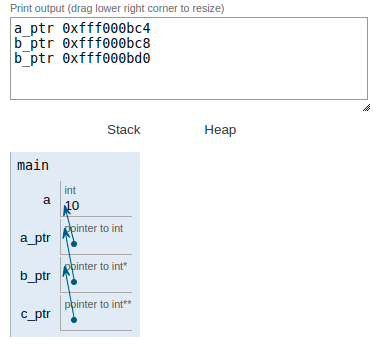 Print output (drag lower right corner to resize)
a_ptr 0xfff000bc4
b_ptr 0xfff000bc8
b_ptr 0xfff000bd0
Stack Heap
main
int
a 10
pointer to int
a_ptr
pointer to int*
b_ptr
pointer to int**
c_ptr